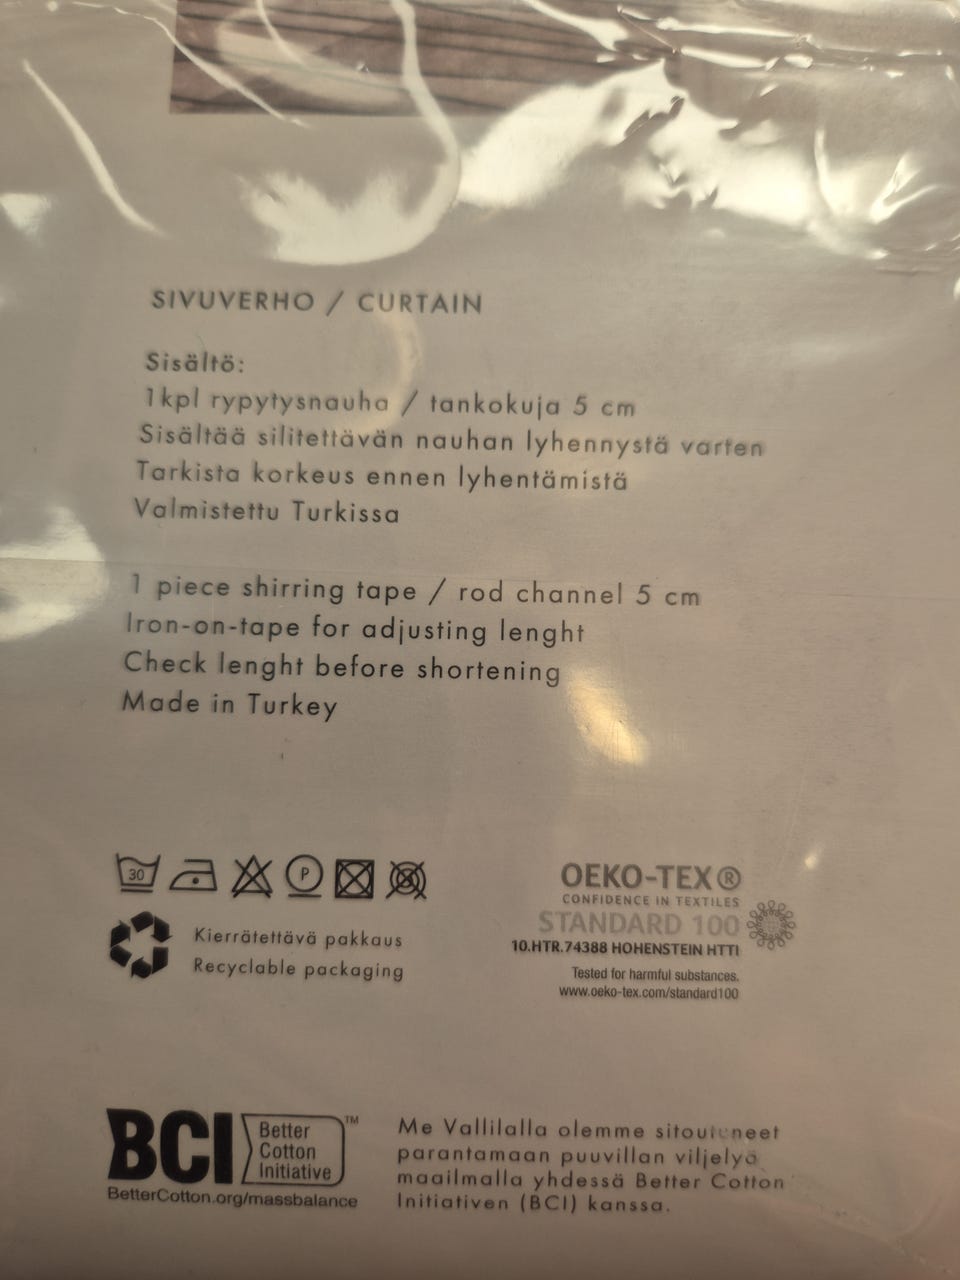 SIVUVERHO / CURTAIN
Sisältö:
1kpl rypytysnauha / tankokuja 5 cm
Sisältää silitettävän nauhan lyhennystä varten
Tarkista korkeus ennen lyhentämistä
Valmistettu Turkissa
1 piece shirring tape / rod channel 5 cm
Iron-on-tape for adjusting lenght
Check lenght before shortening
Made in Turkey
30
P
Kierrätettävä pakkaus
Recyclable packaging
OEKO-TEX®
CONFIDENCE IN TEXTILES
STANDARD 100
10.HTR.74388 HOHENSTEIN HTTI
Tested for harmful substances.
www.oeko-tex.com/standard100
BCI
Better
Cotton
Initiative
TM
BetterCotton.org/massbalance
Me Vallilalla olemme sitoutuneet
parantamaan puuvillan viljelyä
maailmalla yhdessä Better Cotton
Initiativen (BCI) kanssa.